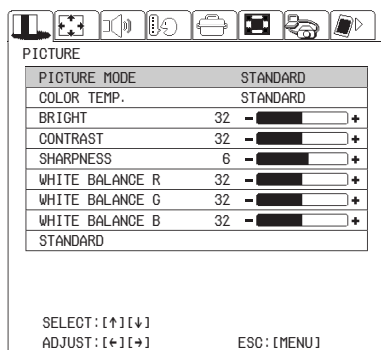 PICTURE
PICTURE MODE STANDARD
COLOR TEMP. STANDARD
BRIGHT 32 - +
CONTRAST 32 - +
SHARPNESS 6 - +
WHITE BALANCE R 32 - +
WHITE BALANCE G 32 - +
WHITE BALANCE B 32 - +
STANDARD
SELECT:[↑][↓]
ADJUST:[←][→] ESC:[MENU]